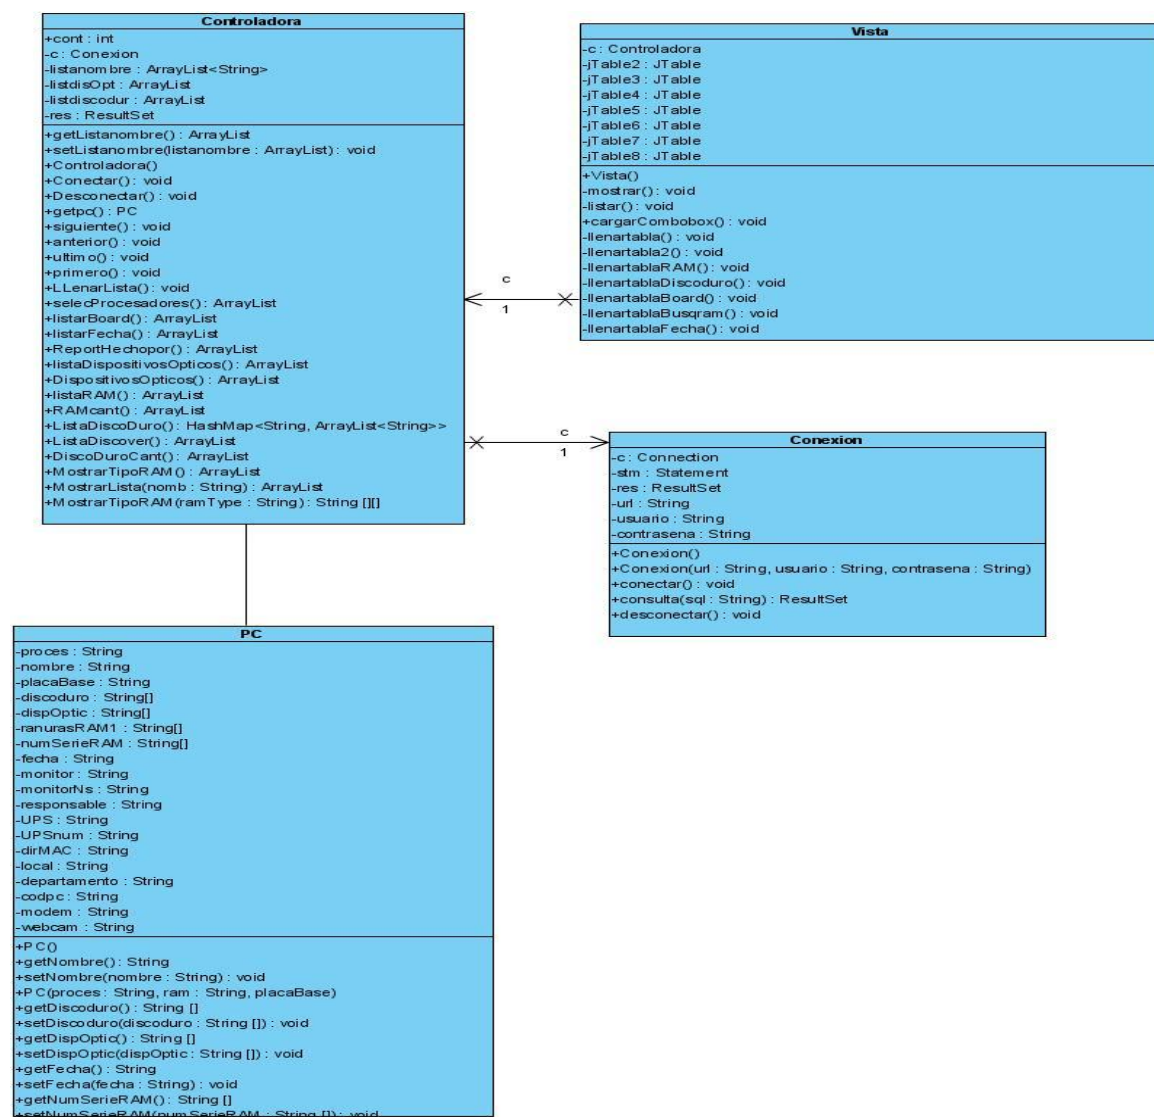 Controladora
+cont : int
-c : Conexion
-listanombre : ArrayList<String>
-listdisOpt : ArrayList
-listdiscodur : ArrayList
-res : ResultSet
+getListanombre() : ArrayList
+setListanombre(listanombre : ArrayList) : void
+Controladora()
+Conectar() : void
+Desconectar() : void
+getpc() : PC
+siguiente() : void
+anterior() : void
+ultimo() : void
+primero() : void
+LLenarLista() : void
+selecProcesadores() : ArrayList
+listarBoard() : ArrayList
+listarFecha() : ArrayList
+ReportHechopor() : ArrayList
+listaDispositivosOpticos() : ArrayList
+DispositivosOpticos() : ArrayList
+listaRAM() : ArrayList
+RAMcant() : ArrayList
+ListaDiscoDuro() : HashMap<String, ArrayList<String>>
+ListaDiscover() : ArrayList
+DiscoDuroCant() : ArrayList
+MostrarTipoRAM() : ArrayList
+MostrarLista(nomb : String) : ArrayList
+MostrarTipoRAM(ramType : String) : String [][]
Vista
-c : Controladora
-jTable2 : JTable
-jTable3 : JTable
-jTable4 : JTable
-jTable5 : JTable
-jTable6 : JTable
-jTable7 : JTable
-jTable8 : JTable
+Vista()
-mostrar() : void
-listar() : void
+cargarCombobox() : void
-llenartabla() : void
-llenartabla2() : void
-llenartablaRAM() : void
-llenartablaDiscoduro() : void
-llenartablaBoard() : void
-llenartablaBusqram() : void
-llenartablaFecha() : void
c
1
c
1
Conexion
-c : Connection
-stm : Statement
-res : ResultSet
-url : String
-usuario : String
-contrasena : String
+Conexion()
+Conexion(url : String, usuario : String, contrasena : String)
+conectar() : void
+consulta(sql : String) : ResultSet
+desconectar() : void
PC
-proces : String
-nombre : String
-placaBase : String
-discoduro : String[]
-dispOptic : String[]
-ranurasRAM1 : String[]
-numSerieRAM : String[]
-fecha : String
-monitor : String
-monitorNs : String
-responsable : String
-UPS : String
-UPSnum : String
-dirMAC : String
-local : String
-departamento : String
-codpc : String
-modem : String
-webcam : String
+PC()
+getNombre() : String
+setNombre(nombre : String) : void
+PC(proces : String, ram : String, placaBase)
+getDiscoduro() : String []
+setDiscoduro(discoduro : String []) : void
+getDispOptic() : String []
+setDispOptic(dispOptic : String []) : void
+getFecha() : String
+setFecha(fecha : String) : void
+getNumSerieRAM() : String []
+setNumSerieRAM(numSerieRAM : String []) : void